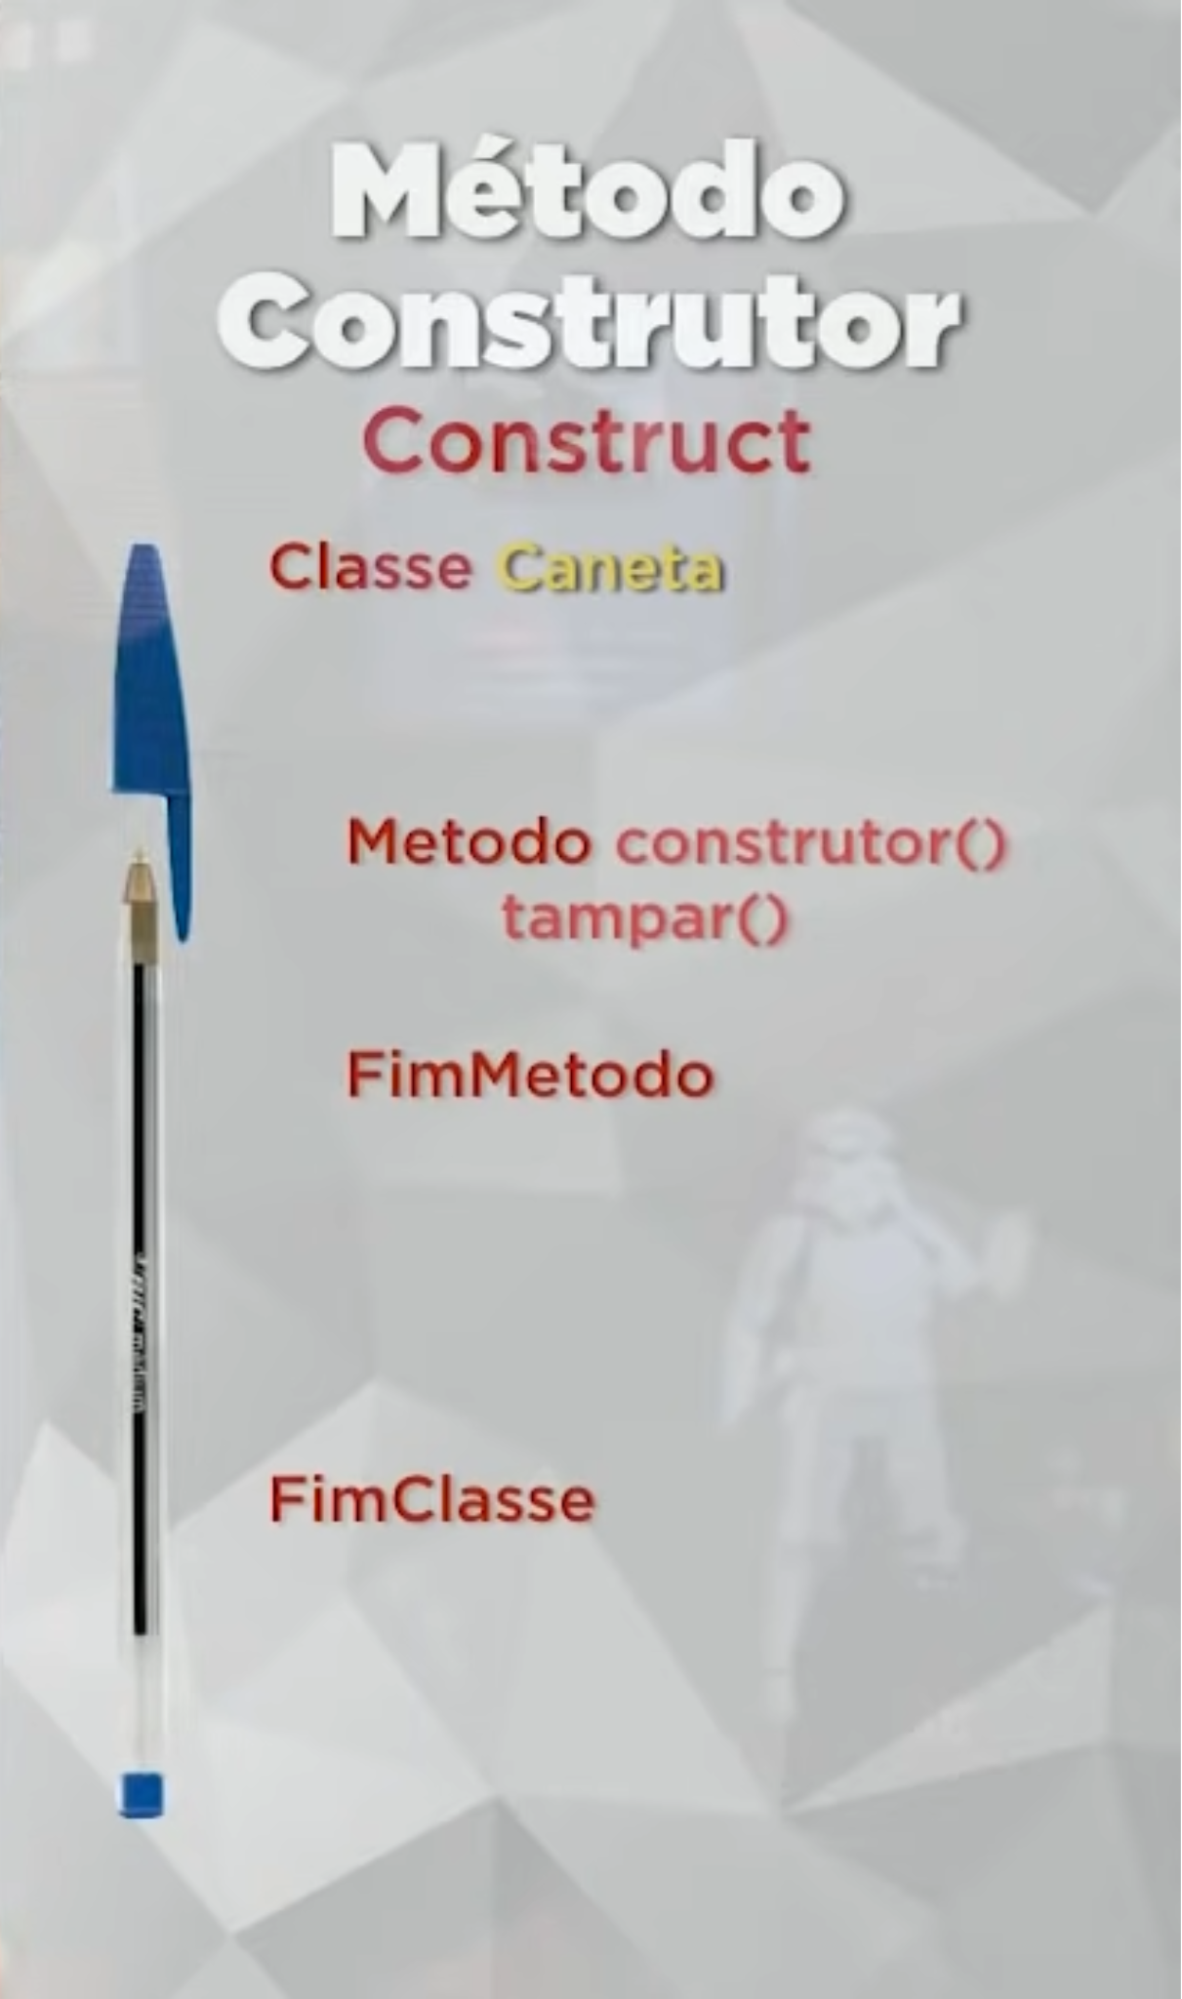 Método
Construtor
Construct
Classe Caneta
Metodo construtor()
tampar()
FimMetodo
FimClasse